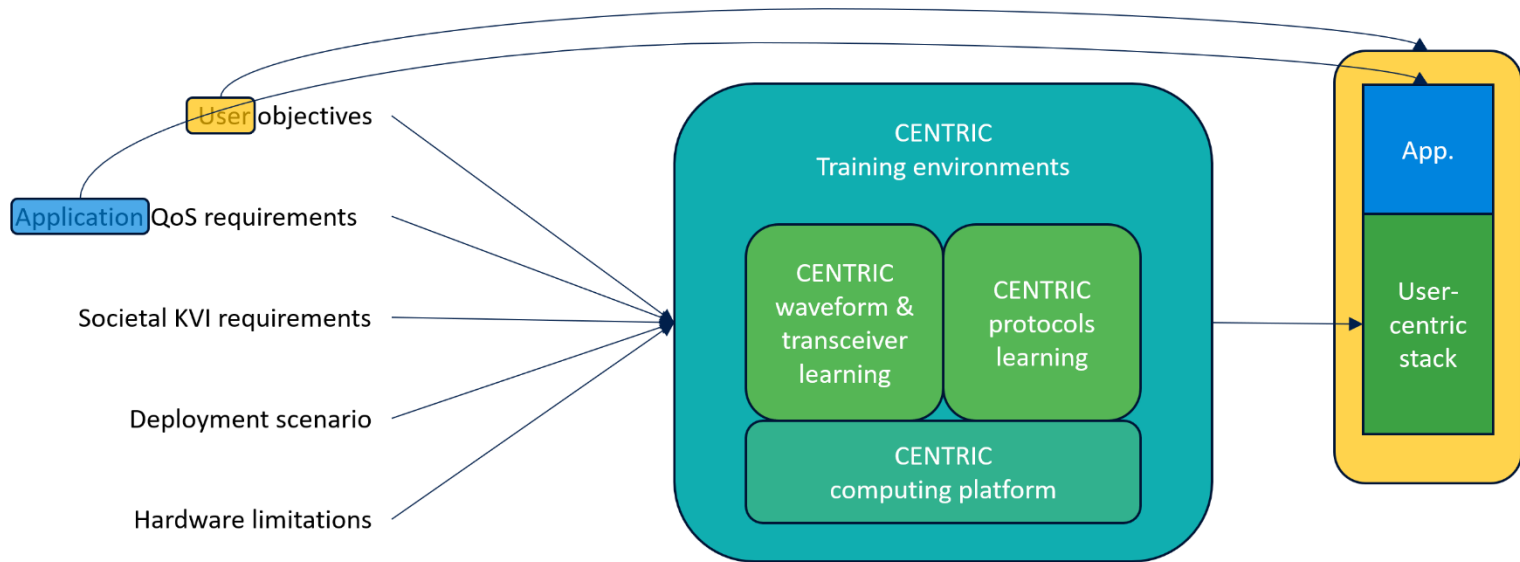 User objectives
Application QoS requirements
Societal KVI requirements
Deployment scenario
Hardware limitations
CENTRIC
Training environments
CENTRIC
waveform &
transceiver
learning
CENTRIC
protocols
learning
CENTRIC
computing platform
App.
User-
centric
stack